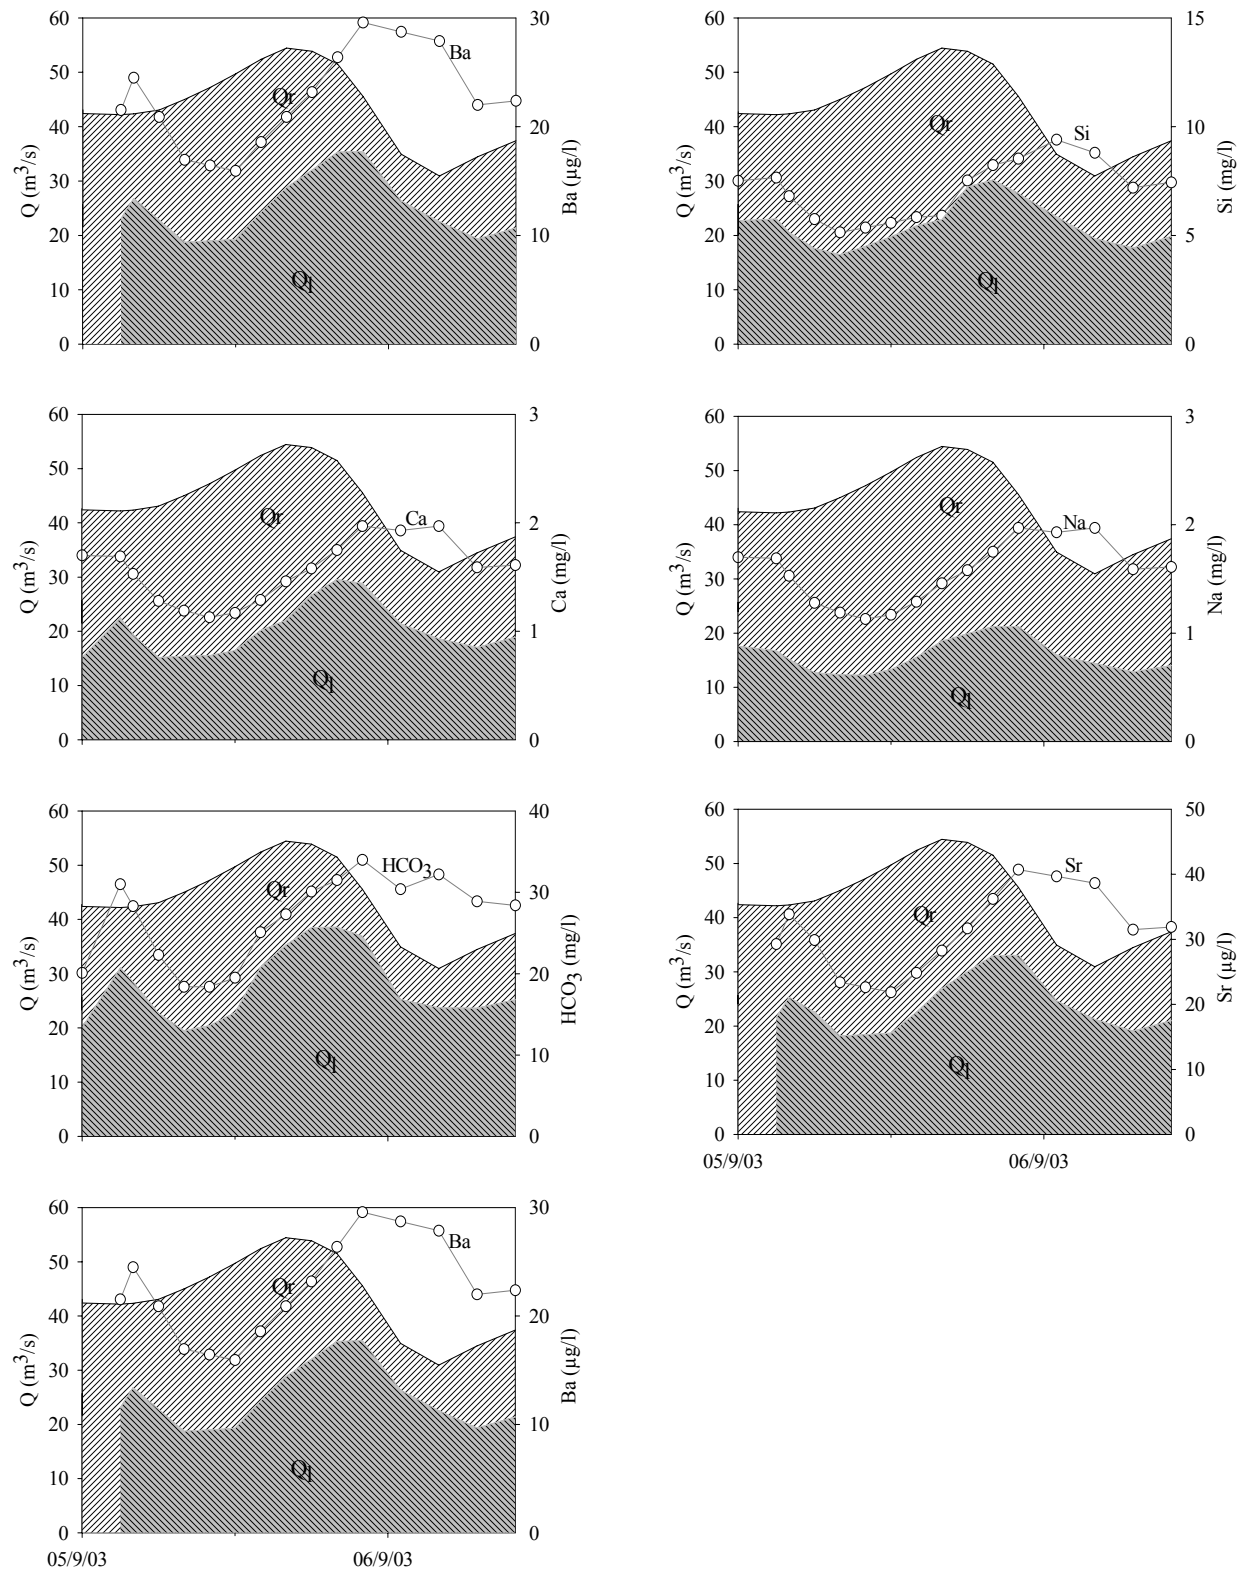 60
50
40
30
20
10
0
Q (m³/s)
Qr
Ql
Ba
30
20
10
0
Ba (µg/l)
60
50
40
30
20
10
0
Q (m³/s)
Qr
Ql
Si
15
10
5
0
Si (mg/l)
60
50
40
30
20
10
0
Q (m³/s)
Qr
Ql
Ca
3
2
1
0
Ca (mg/l)
60
50
40
30
20
10
0
Q (m³/s)
Qr
Ql
Na
3
2
1
0
Na (mg/l)
60
50
40
30
20
10
0
Q (m³/s)
Qr
Ql
HCO₃
40
30
20
10
0
HCO₃ (mg/l)
60
50
40
30
20
10
0
Q (m³/s)
Qr
Ql
Sr
50
40
30
20
10
0
Sr (µg/l)
05/9/03
06/9/03
60
50
40
30
20
10
0
Q (m³/s)
Qr
Ql
Ba
30
20
10
0
Ba (µg/l)
05/9/03
06/9/03